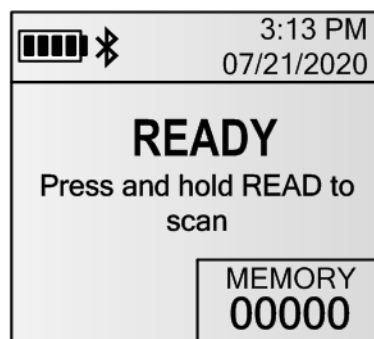 3:13 PM
07/21/2020
READY
Press and hold READ to
scan
MEMORY
00000